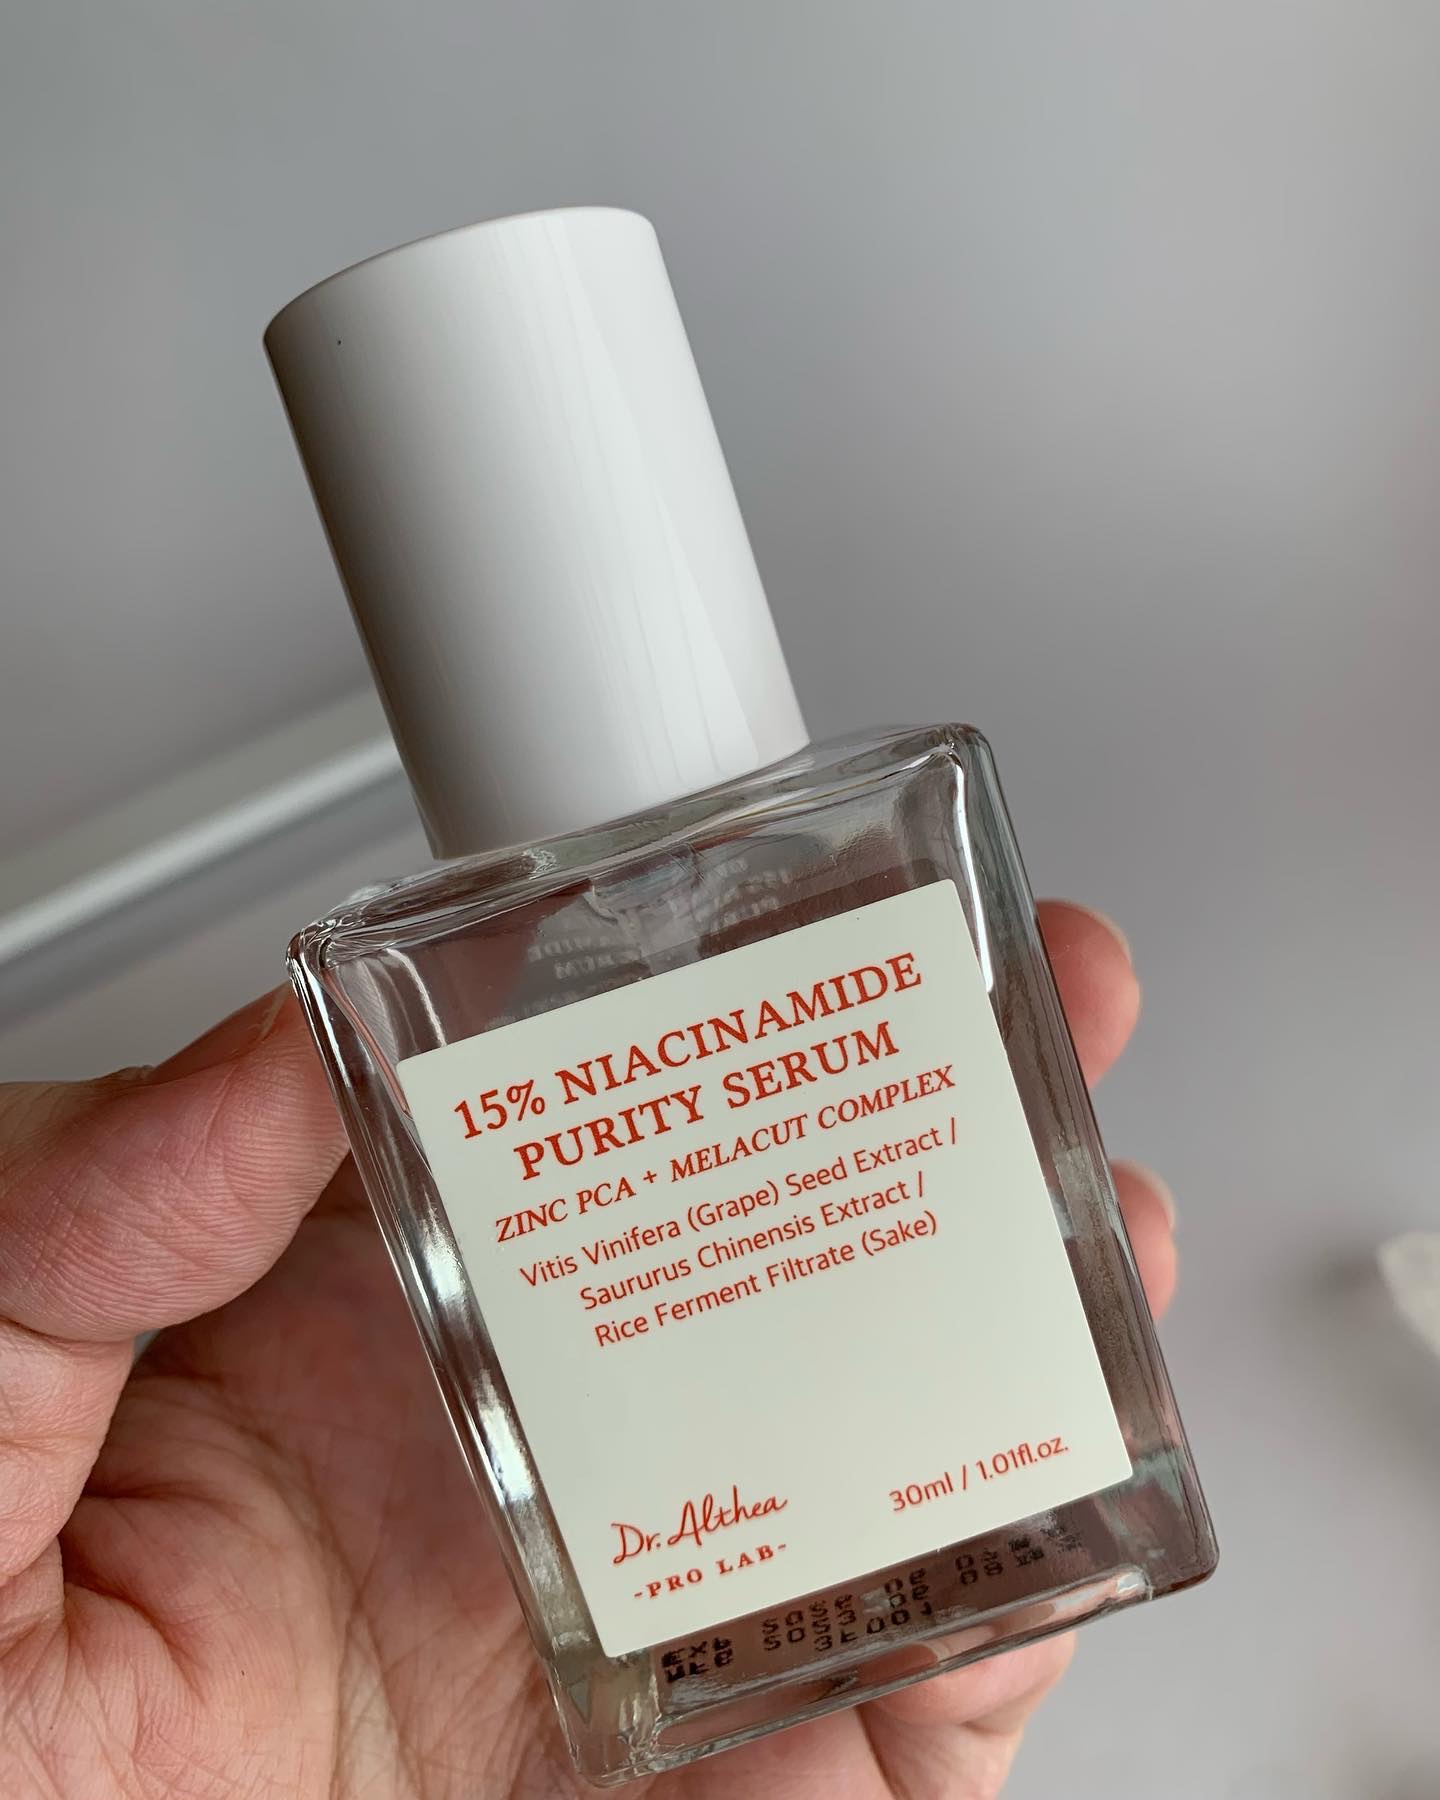 15% NIACINAMIDE
PURITY SERUM
ZINC PCA + MELACUT COMPLEX
Vitis Vinifera (Grape) Seed Extract /
Saururus Chinensis Extract /
Rice Ferment Filtrate (Sake)
Dr. Althea
-PRO LAB-
30ml / 1.01fl.oz.